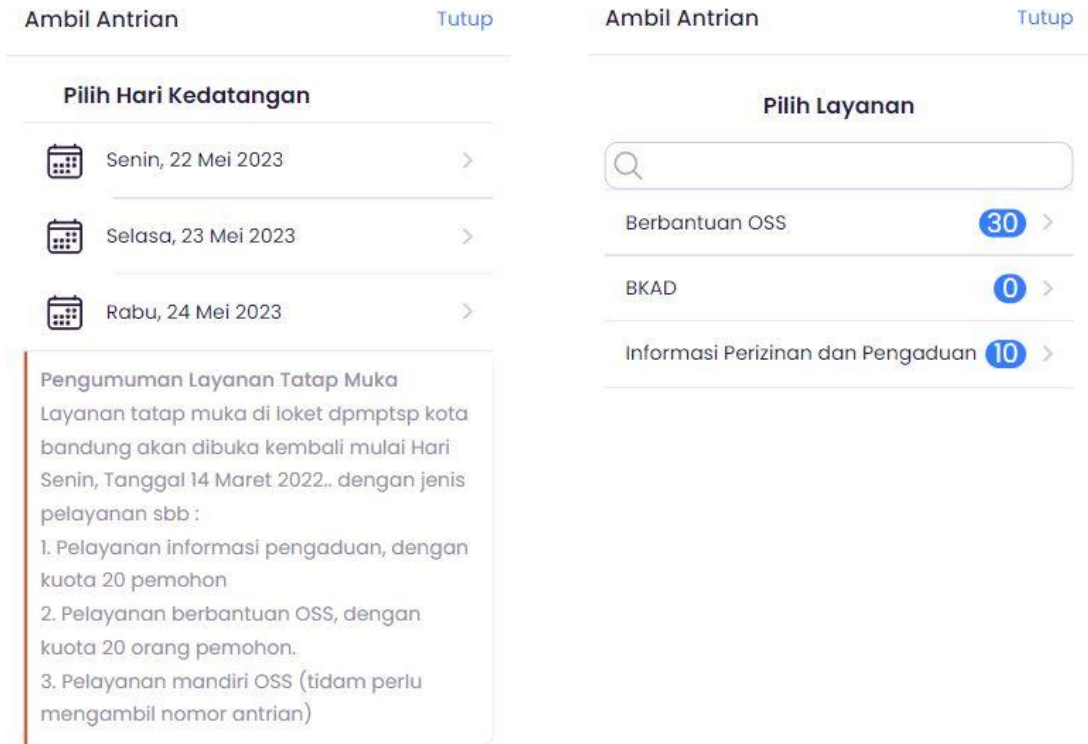 Ambil Antrian
Tutup
Pilih Hari Kedatangan
Senin, 22 Mei 2023
Selasa, 23 Mei 2023
Rabu, 24 Mei 2023
Pengumuman Layanan Tatap Muka
Layanan tatap muka di loket dpmptsp kota
bandung akan dibuka kembali mulai Hari
Senin, Tanggal 14 Maret 2022.. dengan jenis
pelayanan sbb :
1. Pelayanan informasi pengaduan, dengan
kuota 20 pemohon
2. Pelayanan berbantuan OSS, dengan
kuota 20 orang pemohon.
3. Pelayanan mandiri OSS (tidam perlu
mengambil nomor antrian)
Ambil Antrian
Tutup
Pilih Layanan
Berbantuan OSS 30
BKAD 0
Informasi Perizinan dan Pengaduan 10